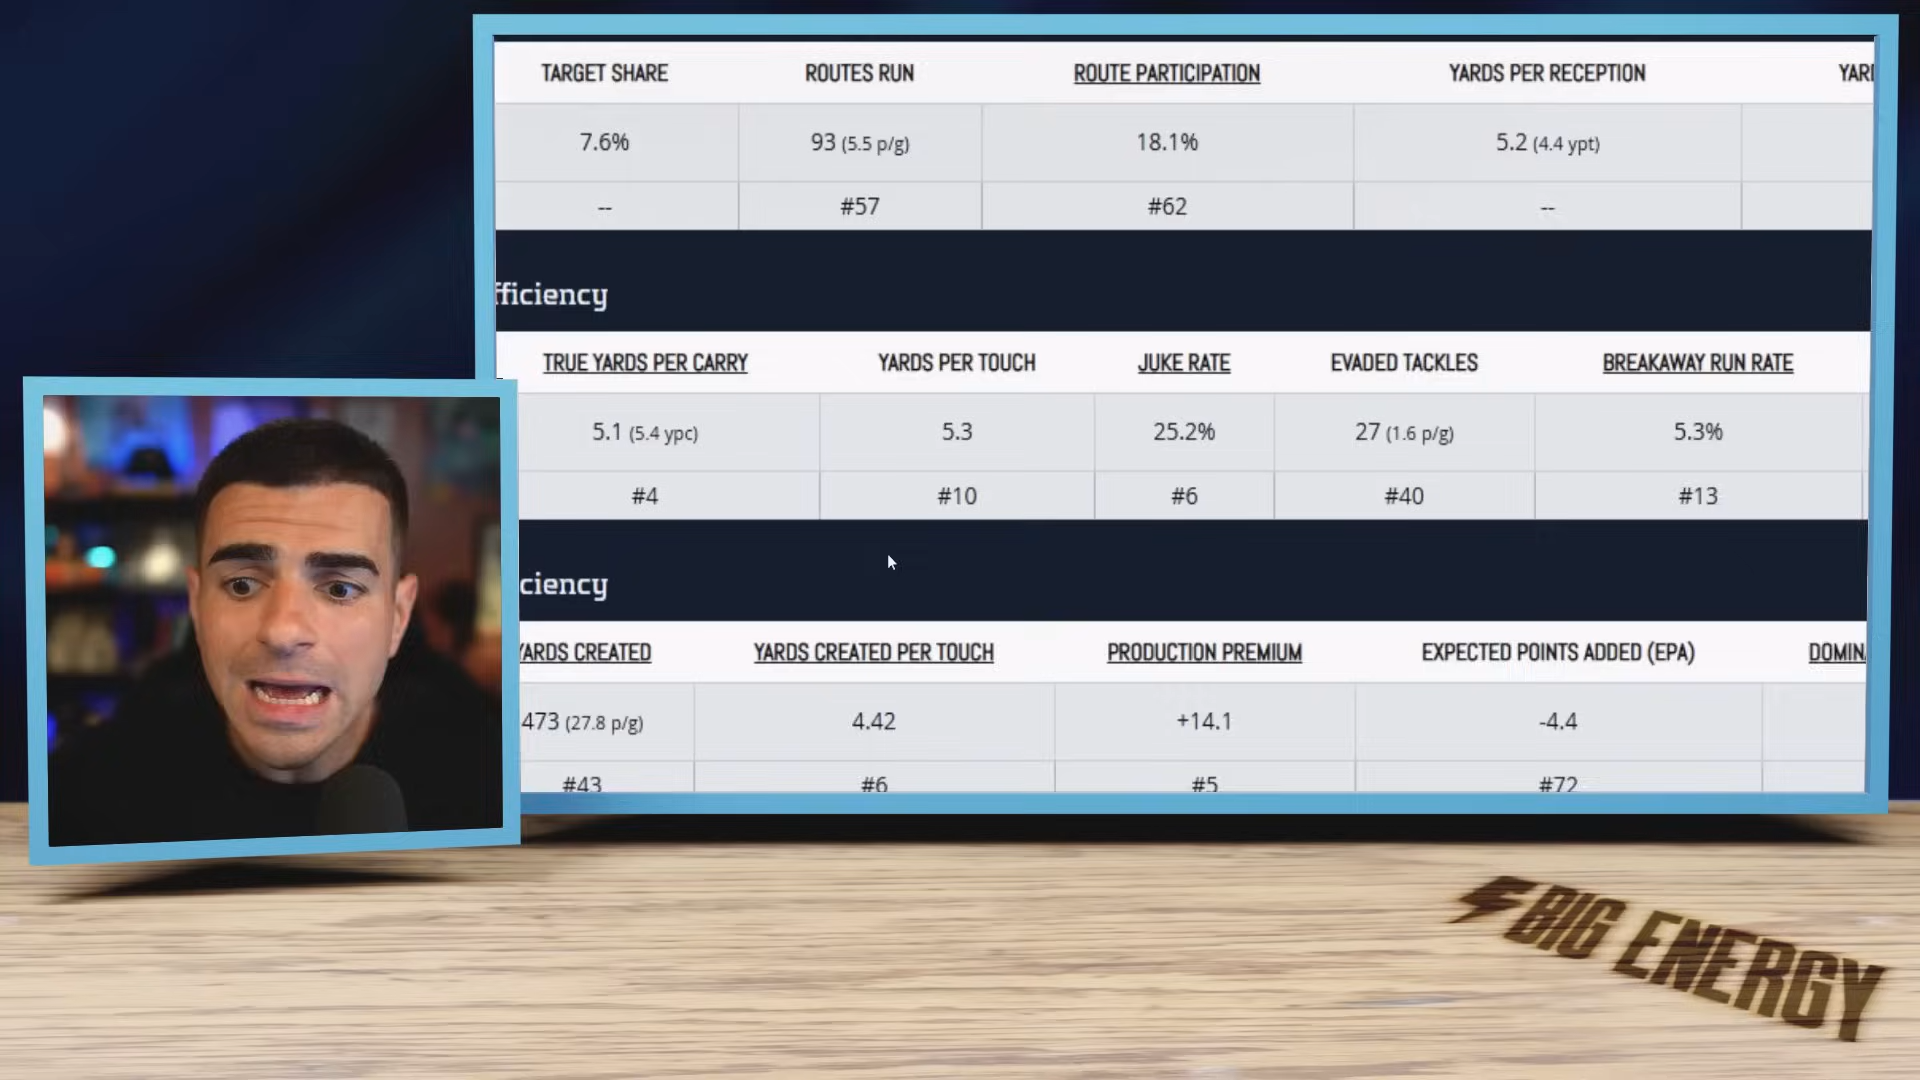 TARGET SHARE ROUTES RUN ROUTE PARTICIPATION YARDS PER RECEPTION
7.6% 93 (5.5 p/g) 18.1% 5.2 (4.4 ypt)
-- #57 #62 --
fficiency
TRUE YARDS PER CARRY YARDS PER TOUCH JUKE RATE EVADED TACKLES BREAKAWAY RUN RATE
5.1 (5.4 ypc) 5.3 25.2% 27 (1.6 p/g) 5.3%
#4 #10 #6 #40 #13
ciency
YARDS CREATED YARDS CREATED PER TOUCH PRODUCTION PREMIUM EXPECTED POINTS ADDED (EPA)
473 (27.8 p/g) 4.42 +14.1 -4.4
#43 #6 #5 #72
BIG ENERGY